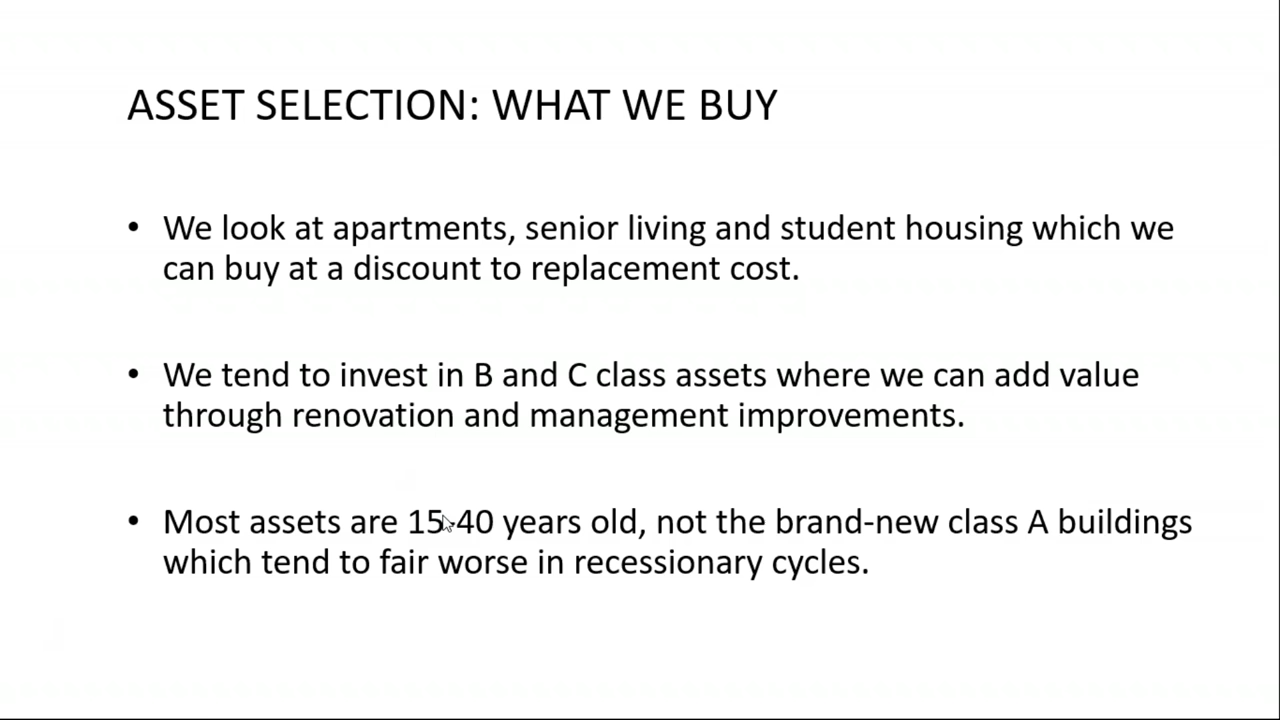 ASSET SELECTION: WHAT WE BUY
• We look at apartments, senior living and student housing which we
can buy at a discount to replacement cost.
• We tend to invest in B and C class assets where we can add value
through renovation and management improvements.
• Most assets are 15-40 years old, not the brand-new class A buildings
which tend to fair worse in recessionary cycles.